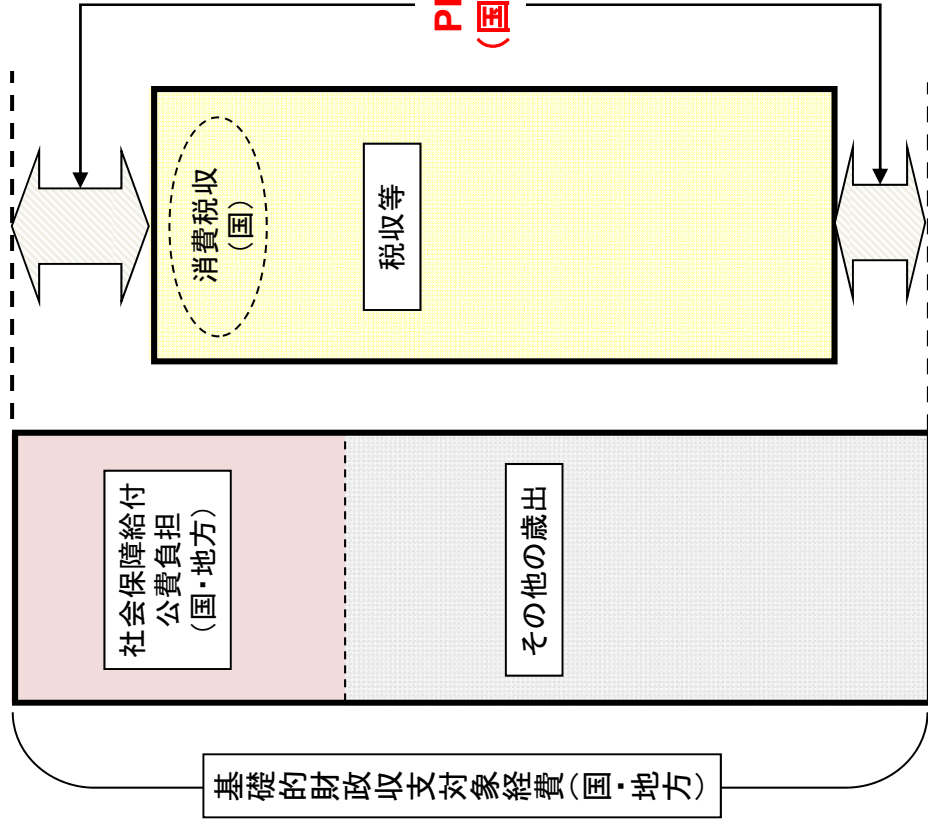 基礎的財政収支対象経費(国・地方)
社会保障給付
公費負担
(国・地方)
その他の歳出
消費税収
(国)
税収等
P
(国